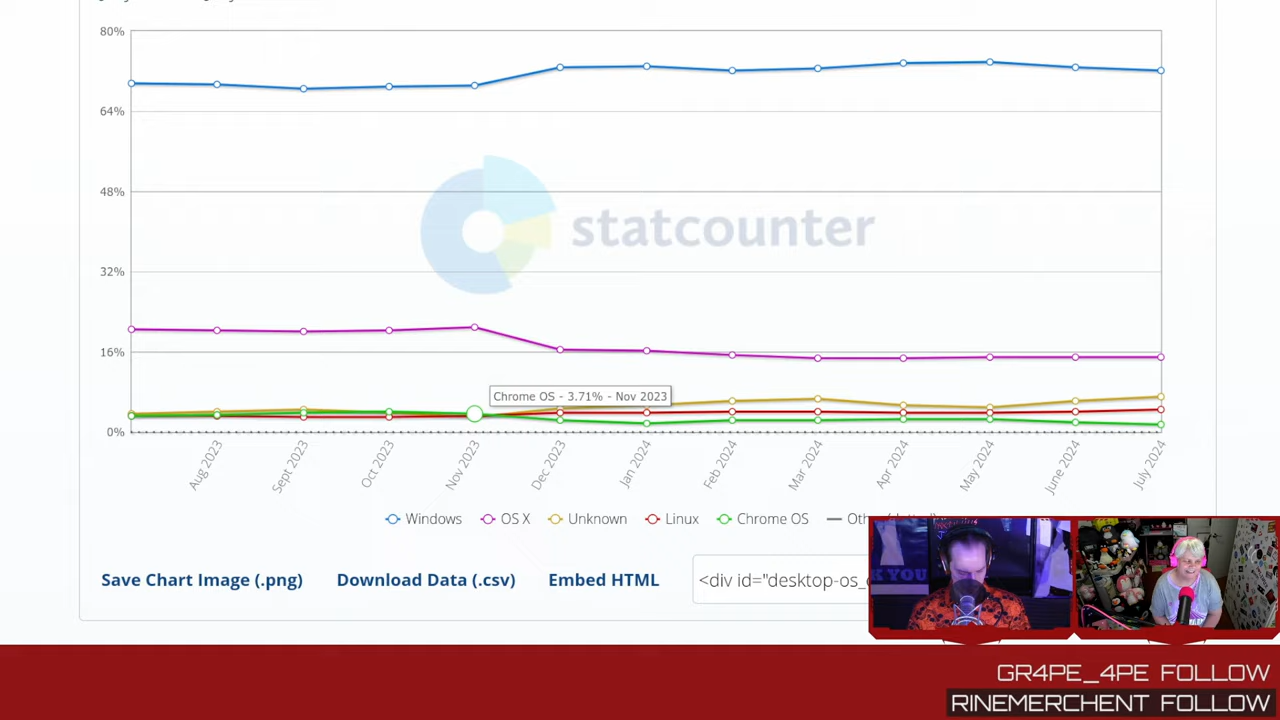 80%
64%
48%
statcounter
32%
16%
Chrome OS - 3.71% - Nov 2023
0%
Aug 2023
Sept 2023
Oct 2023
Nov 2023
Dec 2023
Jan 2024
Feb 2024
Mar 2024
Apr 2024
May 2024
June 2024
July 2024
Windows OS X Unknown Linux Chrome OS
Save Chart Image (.png) Download Data (.csv) Embed HTML <div id="desktop-os_
YOU
GR4PE_4PE FOLLOW
RINEMERCHENT FOLLOW